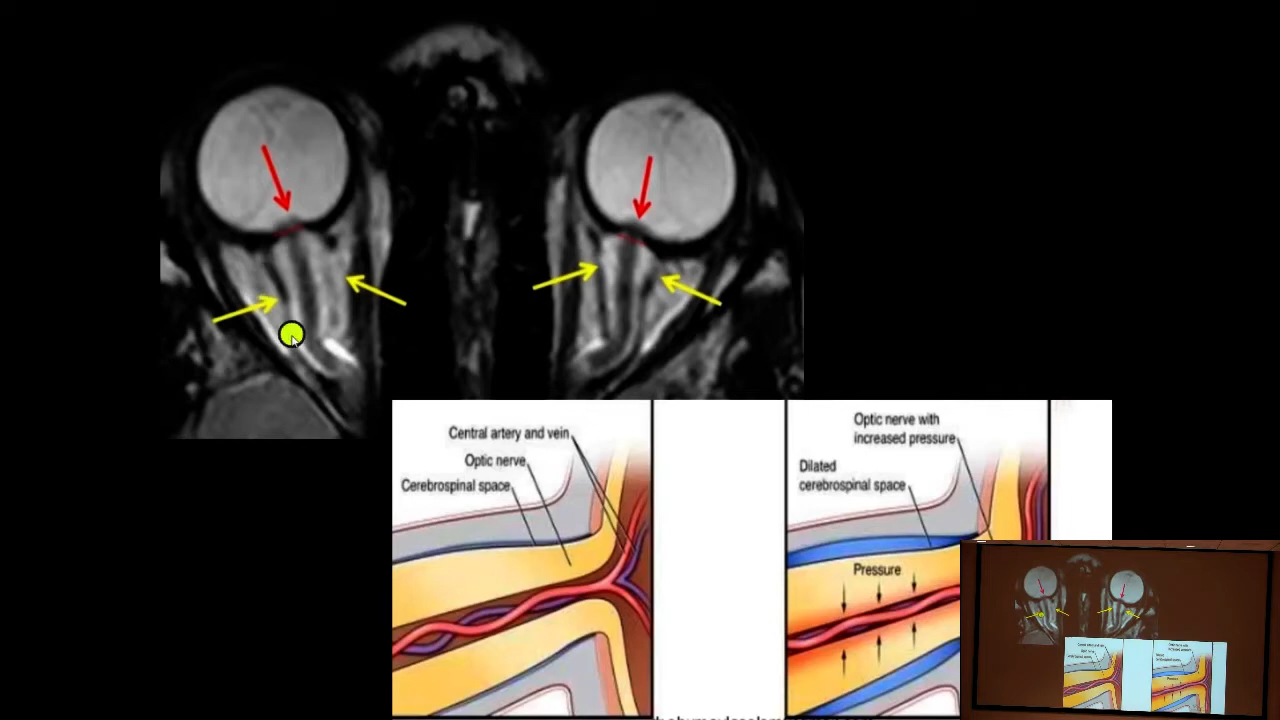 Central artery and vein
Optic nerve
Cerebrospinal space
Optic nerve with
increased pressure
Dilated
cerebrospinal space
Pressure